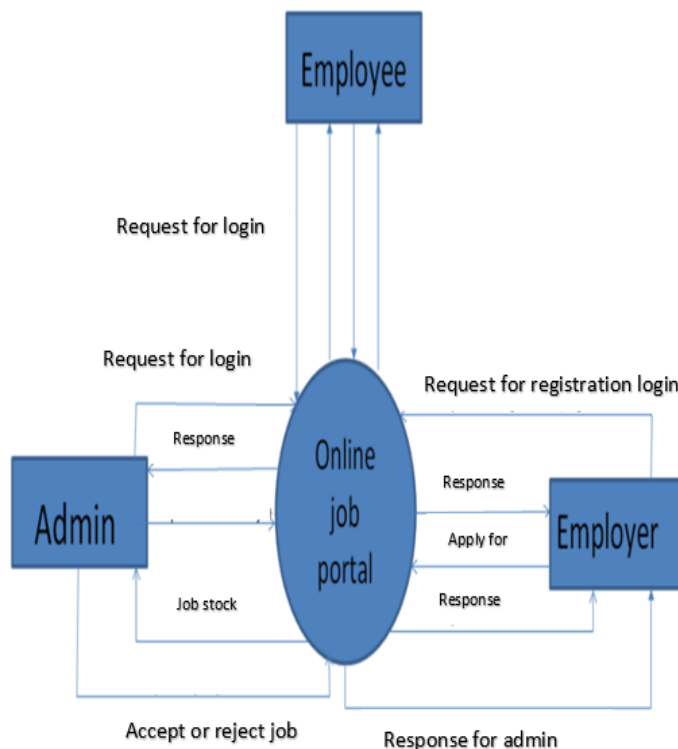 Employee
Request for login
Request for login
Request for registration login
Response
Online
job
portal
Response
Admin
Employer
Apply for
Job stock
Response
Accept or reject job
Response for admin